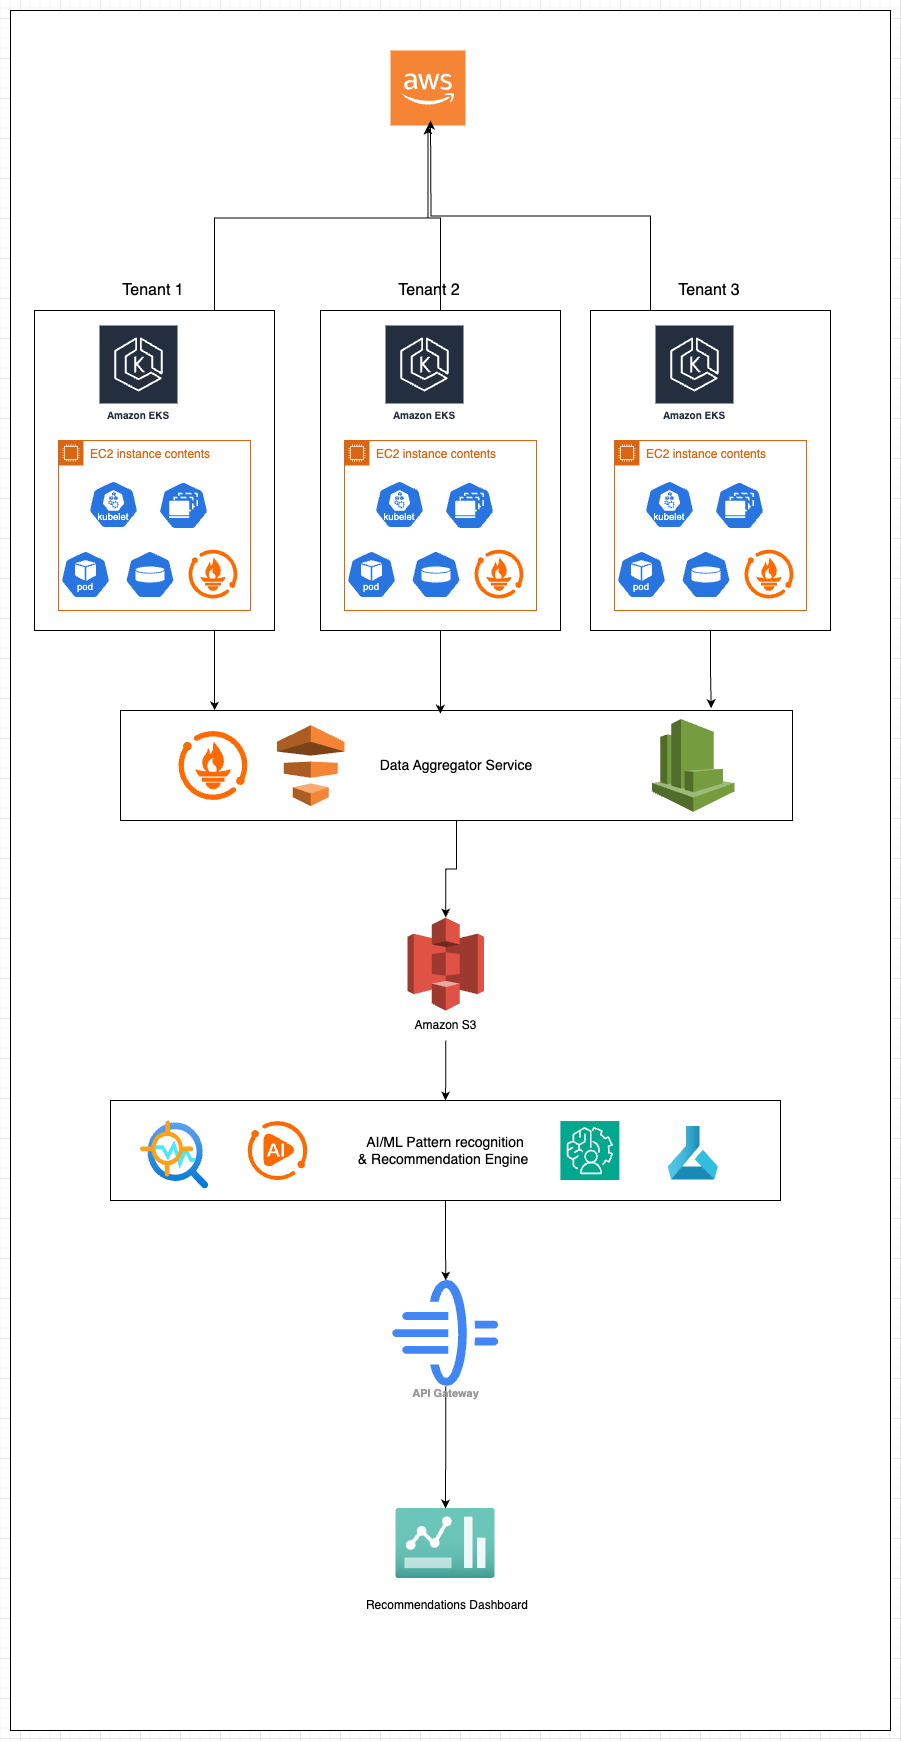 aws
Tenant 1
Tenant 2
Tenant 3
K
K
K
Amazon EKS
Amazon EKS
Amazon EKS
EC2 instance contents
EC2 instance contents
EC2 instance contents
kubelet
kubelet
kubelet
pod
pod
pod
Data Aggregator Service
Amazon S3
AI
AI/ML Pattern recognition
& Recommendation Engine
API Gateway
Recommendations Dashboard